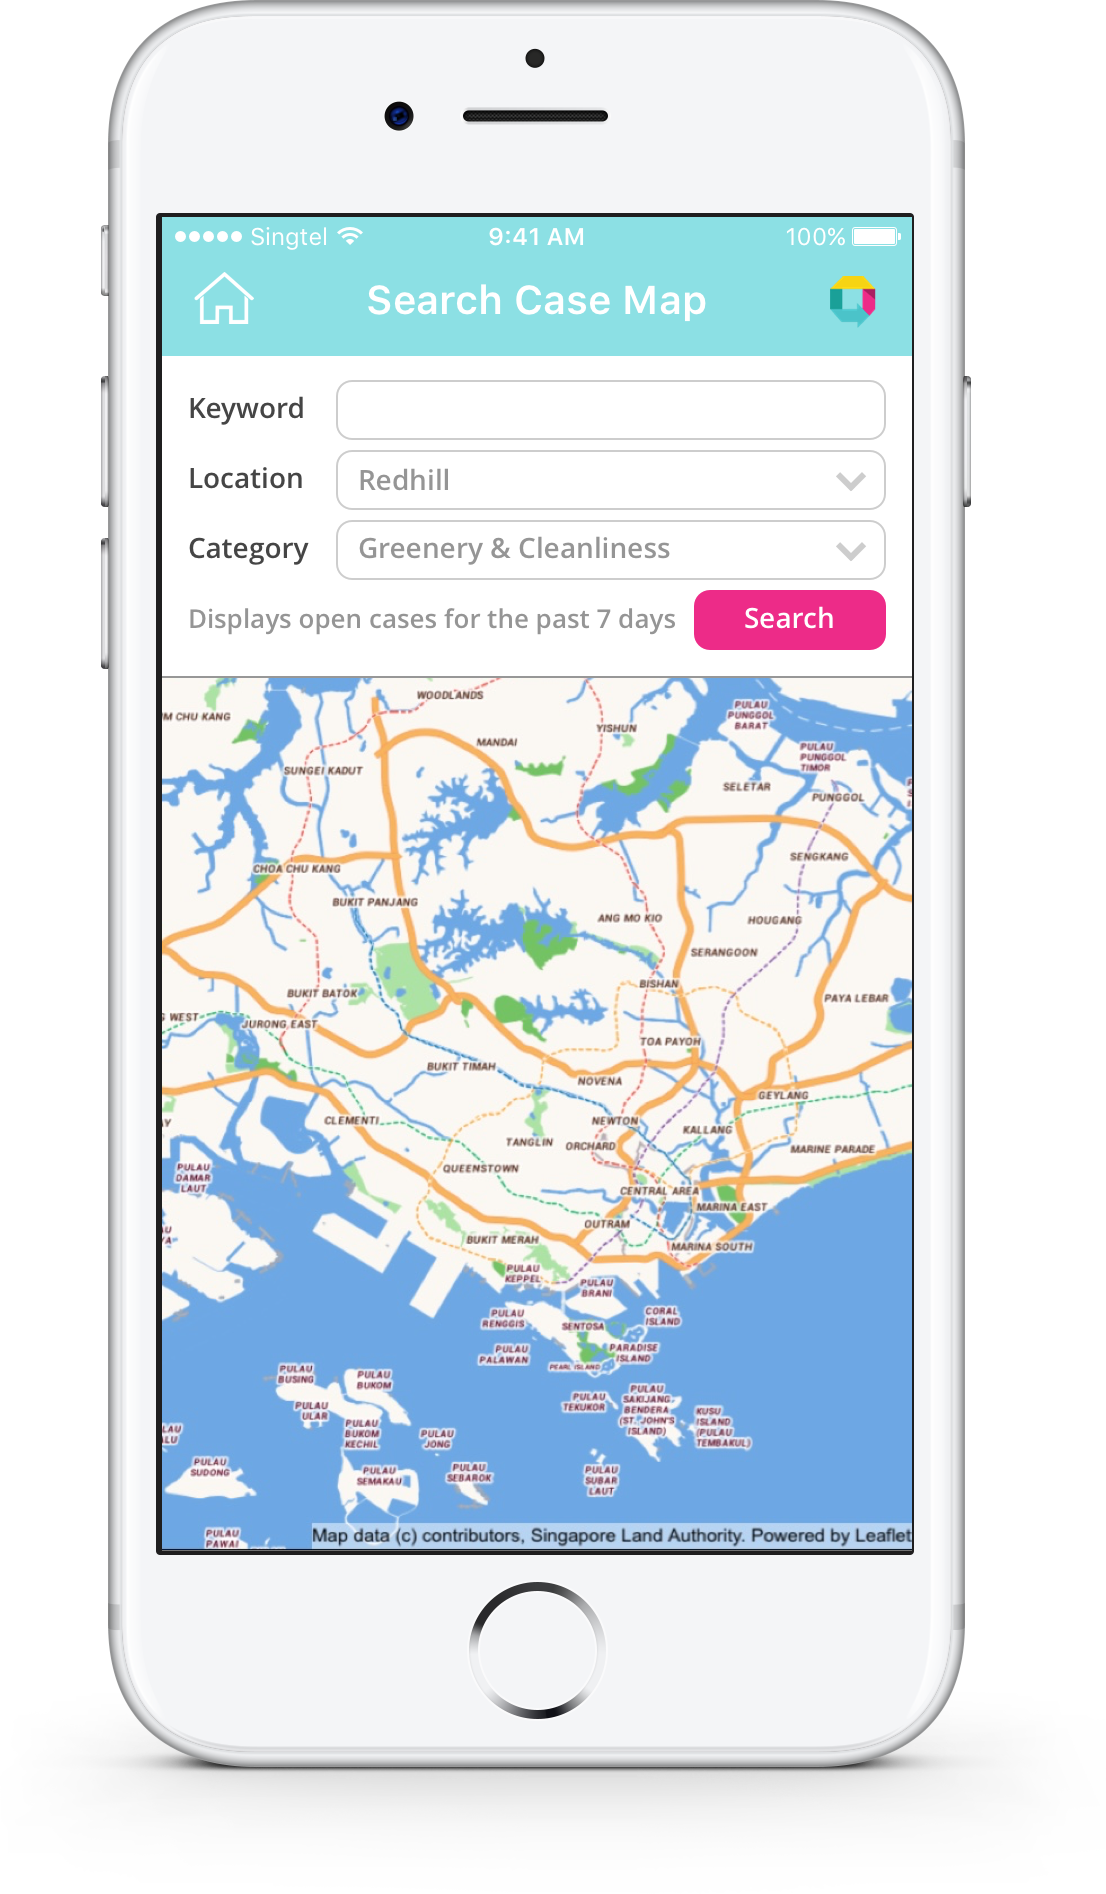 Singtel 9:41 AM 100%
Search Case Map
Keyword
Location Redhill
Category Greenery & Cleanliness
Displays open cases for the past 7 days Search
WOODLANDS
M CHU KANG
YISHUN
PULAU
PUNGGOL
BARAT
MANDAI
PULAU
PUNGGOL
TIMOR
SUNGEI KADUT
SELETAR
PUNGGOL
SENGKANG
CHOA CHU KANG
BUKIT PANJANG
ANG MO KIO
HOUGANG
SERANGOON
BISHAN
BUKIT BATOK
PAYA LEBAR
G WEST
JURONG EAST
TOA PAYOH
BUKIT TIMAH
NOVENA
GEYLANG
CLEMENTI
NEWTON
KALLANG
TANGLIN
ORCHARD
MARINE PARADE
QUEENSTOWN
PULAU
DAMAR
LAUT
CENTRAL AREA
MARINA EAST
OUTRAM
BUKIT MERAH
MARINA SOUTH
PULAU
KEPPEL
PULAU
BRANI
PULAU
RENGGIS
CORAL
ISLAND
SENTOSA
PULAU
PALAWAN
PARADISE
ISLAND
PEARL ISLAND
PULAU
BUSING
PULAU
BUKOM
PULAU
TEKUKOR
PULAU
SAKIJANG
BENDERA
(ST. JOHN'S
ISLAND)
PULAU
ULAR
KUSU
ISLAND
(PULAU
TEMBAKUL)
PULAU
BUKOM
KECHIL
PULAU
JONG
LAU
LU
PULAU
SUDONG
PULAU
SEMAKAU
PULAU
SEBAROK
PULAU
SUBAR
LAUT
PULAU
PAWAI
Map data (c) contributors, Singapore Land Authority. Powered by Leaflet